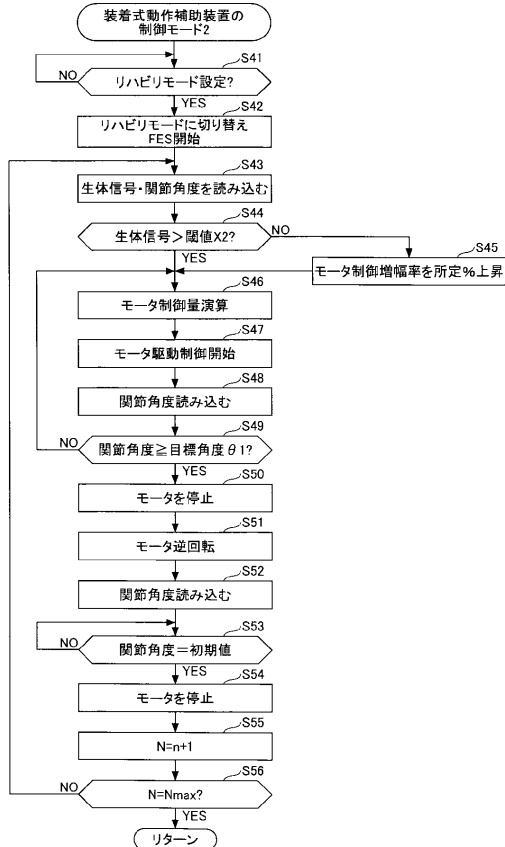 装着式動作補助装置の
制御モード2
S41
リハビリモード設定?
NO
YES
S42
リハビリモードに切り替え
FES開始
S43
生体信号・関節角度を読み込む
S44
生体信号＞閾値X2?
NO
YES
S45
モータ制御増幅率を所定%上昇
S46
モータ制御量演算
S47
モータ駆動制御開始
S48
関節角度読み込む
S49
関節角度≧目標角度θ1?
NO
YES
S50
モータを停止
S51
モータ逆回転
S52
関節角度読み込む
S53
関節角度＝初期値
NO
YES
S54
モータを停止
S55
N=n+1
S56
N=Nmax?
NO
YES
リターン